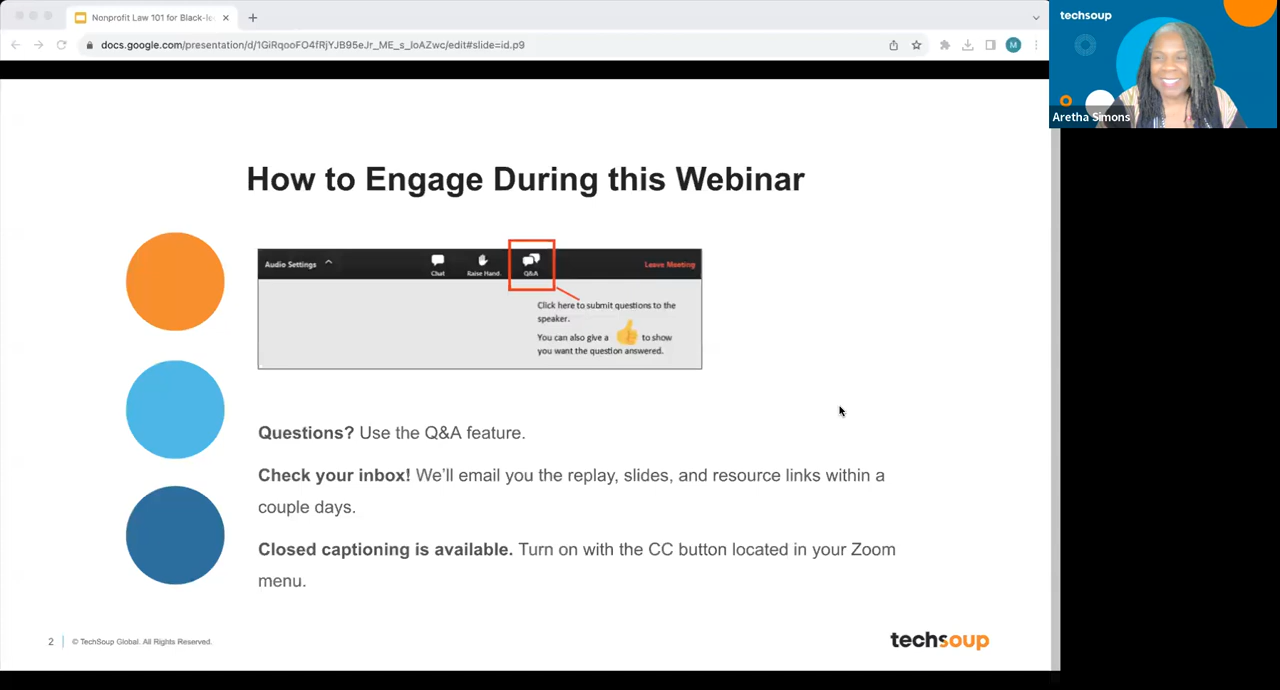 Nonprofit Law 101 for Black-le
docs.google.com/presentation/d/1GiRqooFO4fRjYJB95eJr_ME_s_loAZwc/edit#slide=id.p9
M
techsoup
Aretha Simons
How to Engage During this Webinar
Audio Settings
Chat
Raise Hand
Q&A
Leave Meeting
Click here to submit questions to the
speaker.
You can also give a to show
you want the question answered.
Questions? Use the Q&A feature.
Check your inbox! We’ll email you the replay, slides, and resource links within a
couple days.
Closed captioning is available. Turn on with the CC button located in your Zoom
menu.
2
© TechSoup Global. All Rights Reserved.
techsoup